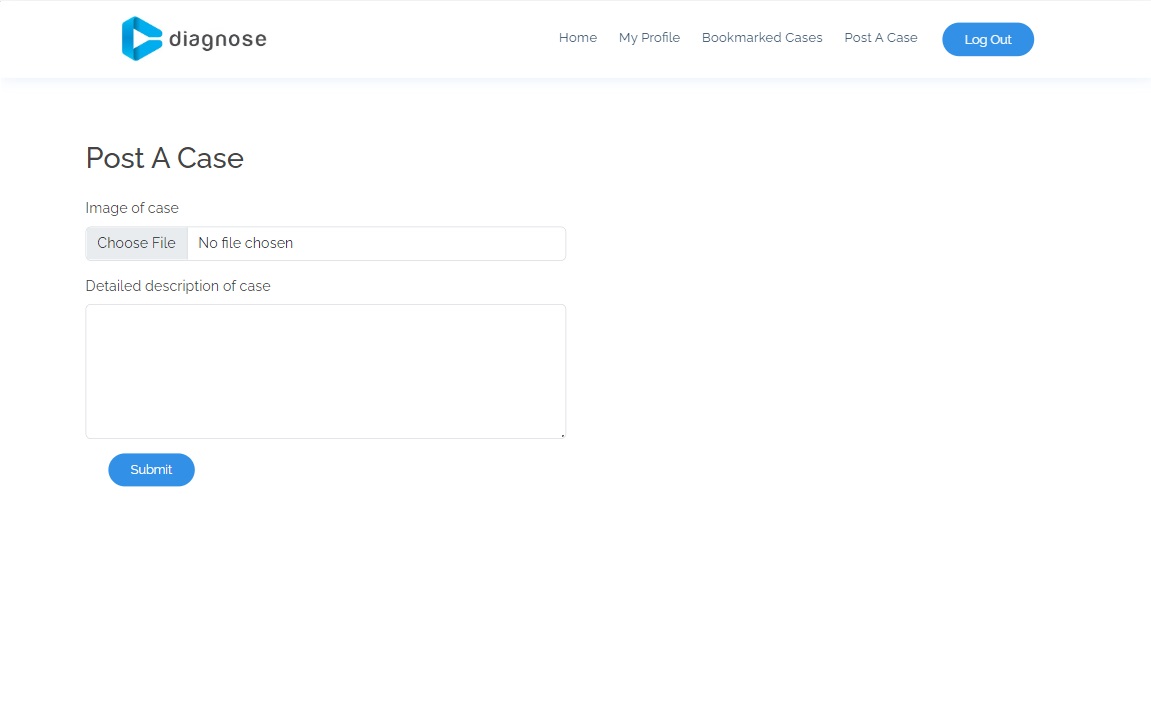 diagnose
Home My Profile Bookmarked Cases Post A Case Log Out
Post A Case
Image of case
Choose File No file chosen
Detailed description of case
Submit